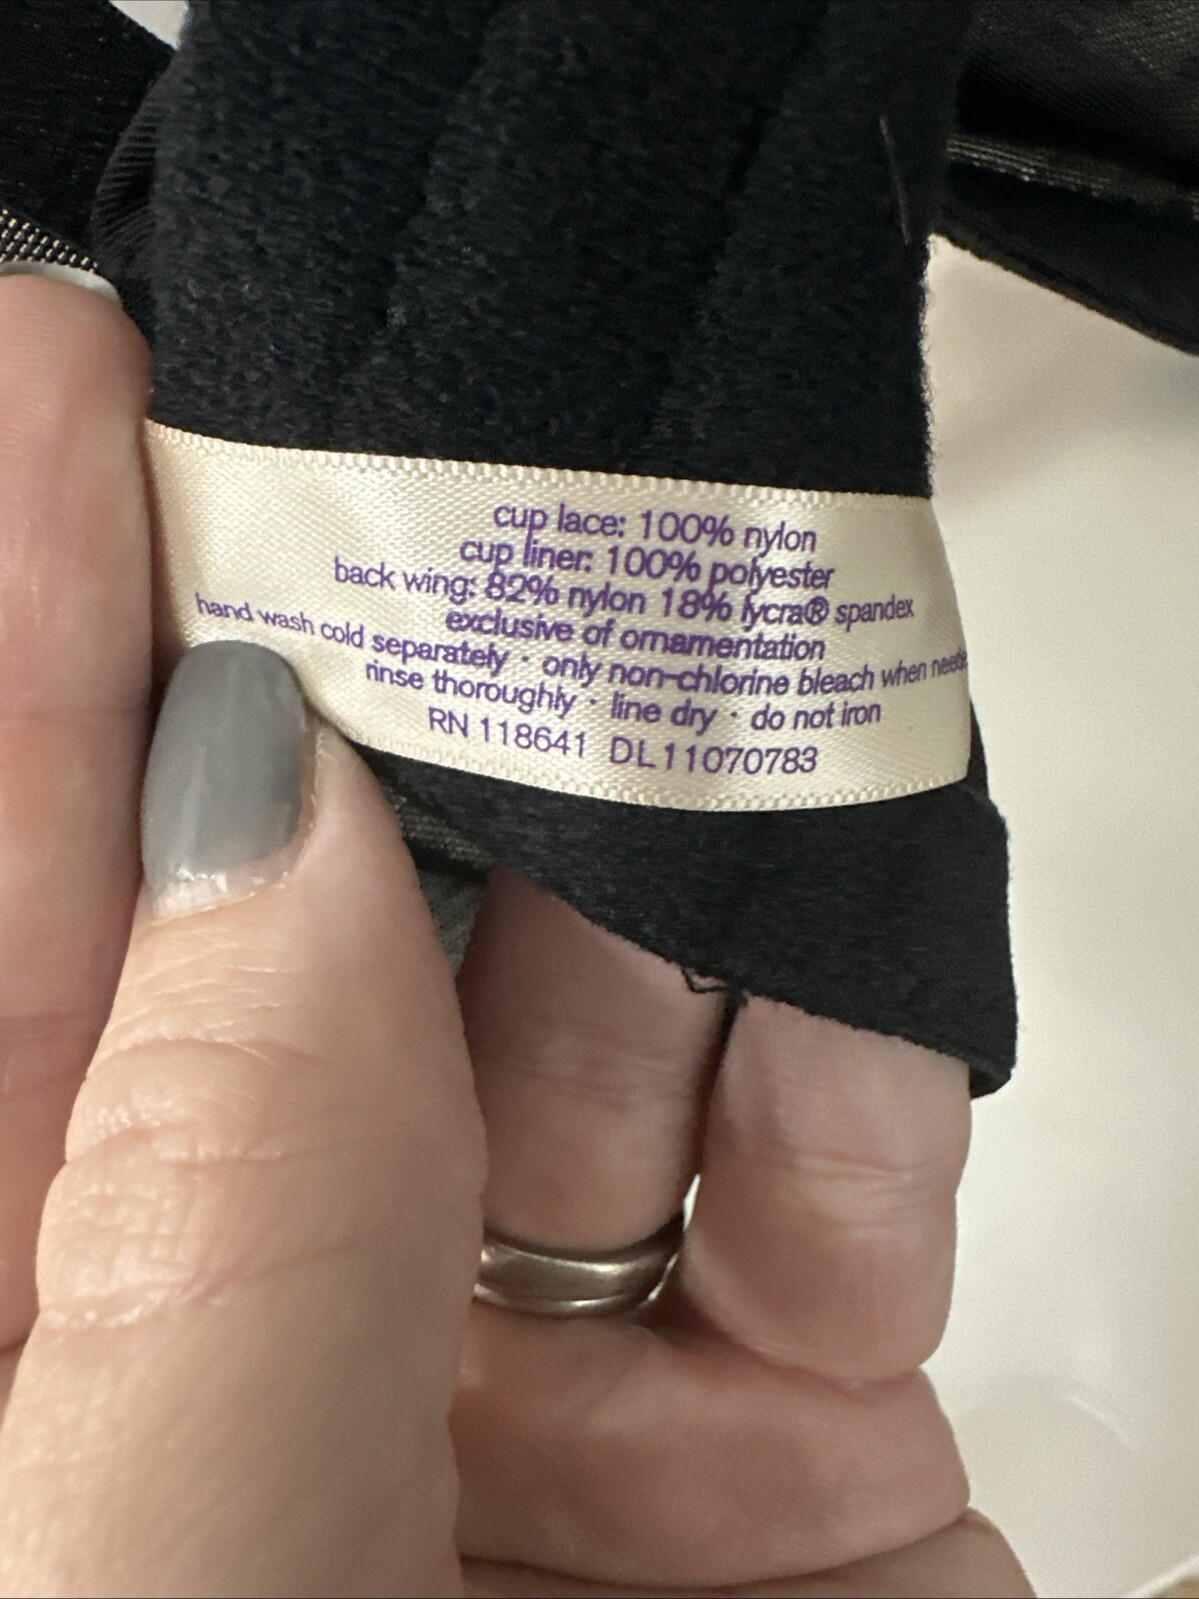 cup lace: 100% nylon
cup liner: 100% polyester
back wing: 82% nylon 18% lycra® spandex
exclusive of ornamentation
hand wash cold separately · only non-chlorine bleach when neede
rinse thoroughly · line dry · do not iron
RN 118641 DL11070783